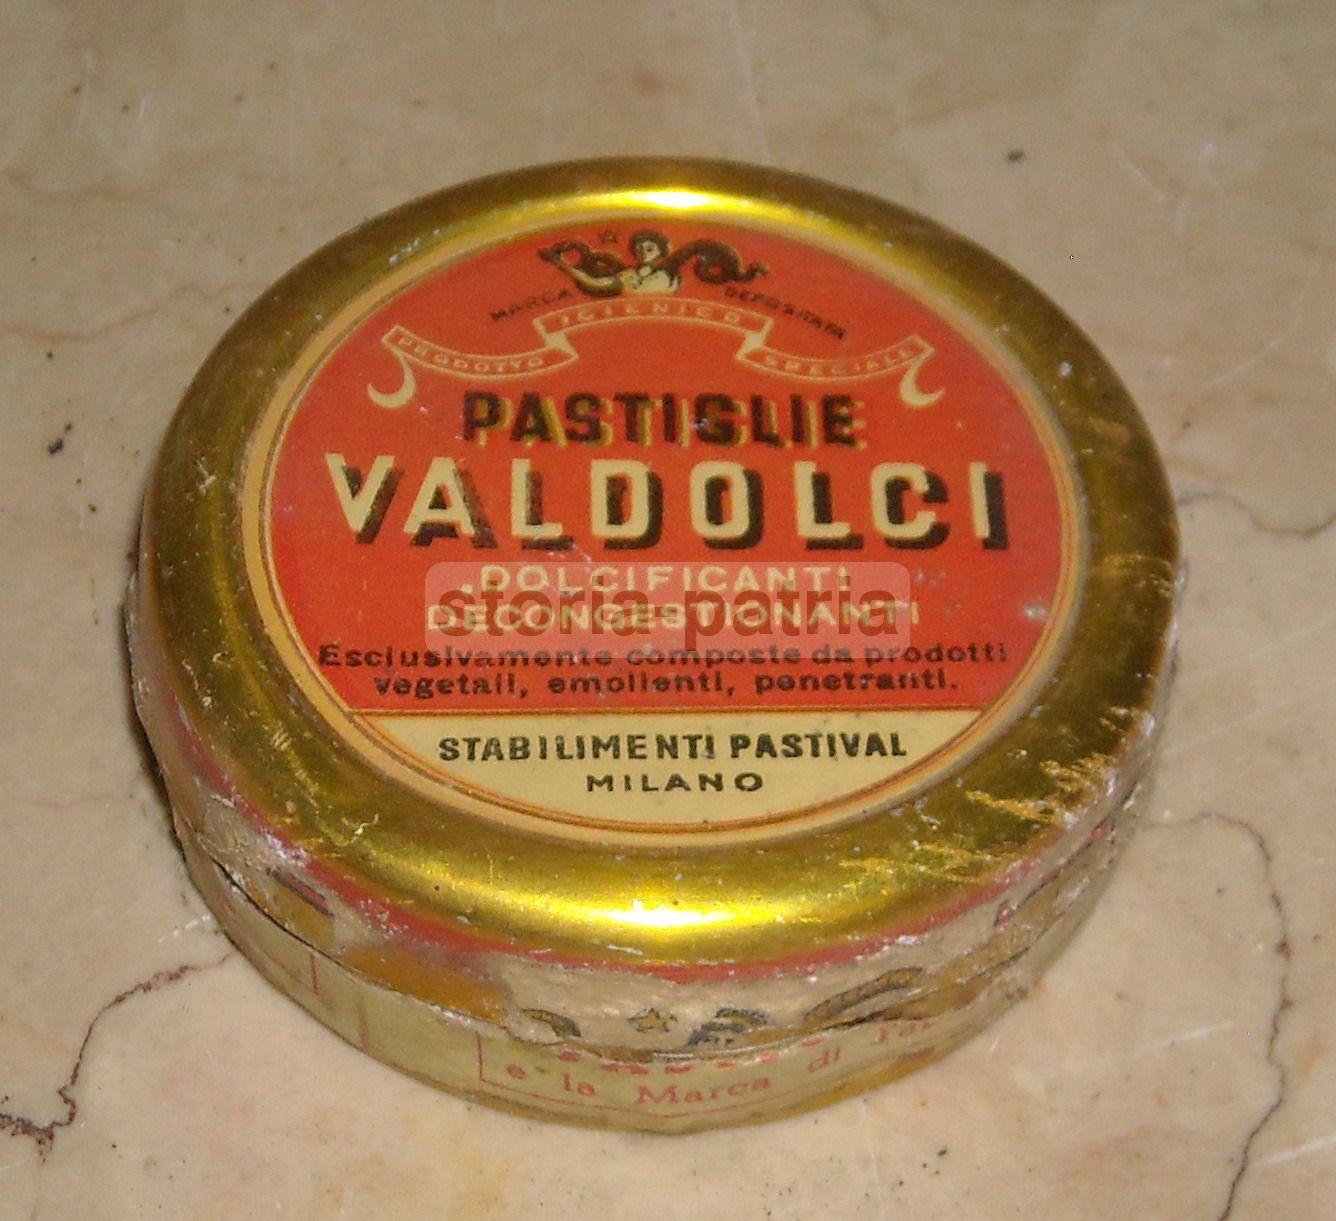 MARCA DEPOSITATA
PRODOTTO IGIENICO SPECIALE
PASTIGLIE
VALDOLCI
DOLCIFICANTI
DECONGESTIONANTI
storia patria
Esclusivamente composte da prodotti
vegetali, emollienti, penetranti.
STABILIMENTI PASTIVAL
MILANO
e la Marca di